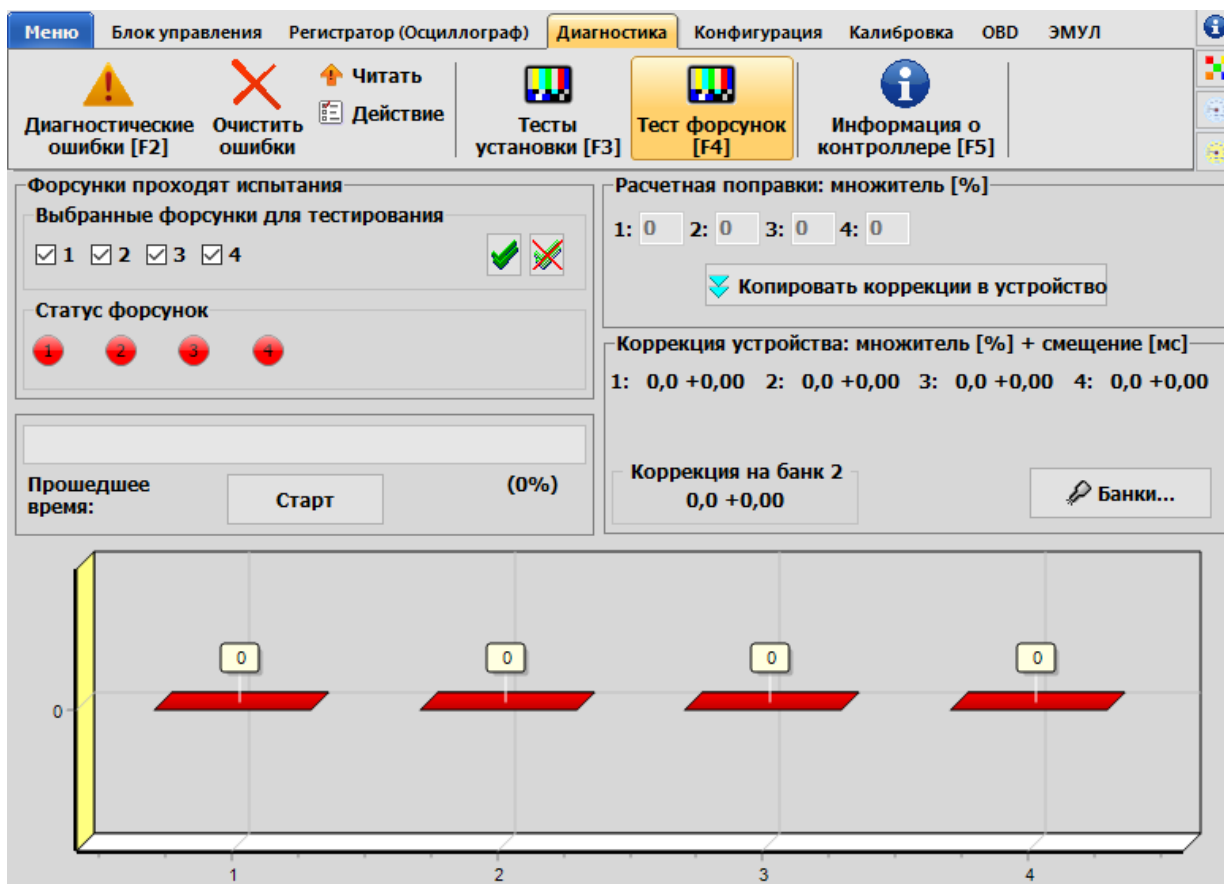 Меню Блок управления Регистратор (Осциллограф) Диагностика Конфигурация Калибровка OBD ЭМУЛ
Диагностические
ошибки [F2]
Очистить
ошибки
Читать
Действие
Тесты
установки [F3]
Тест форсунок
[F4]
Информация о
контроллере [F5]
Форсунки проходят испытания
Выбранные форсунки для тестирования
1 2 3 4
Статус форсунок
1 2 3 4
Прошедшее
время:
Старт
(0%)
Расчетная поправки: множитель [%]
1: 0 2: 0 3: 0 4: 0
Копировать коррекции в устройство
Коррекция устройства: множитель [%] + смещение [мс]
1: 0,0 +0,00 2: 0,0 +0,00 3: 0,0 +0,00 4: 0,0 +0,00
Коррекция на банк 2
0,0 +0,00
Банки...
0 0 0 0
0
1 2 3 4